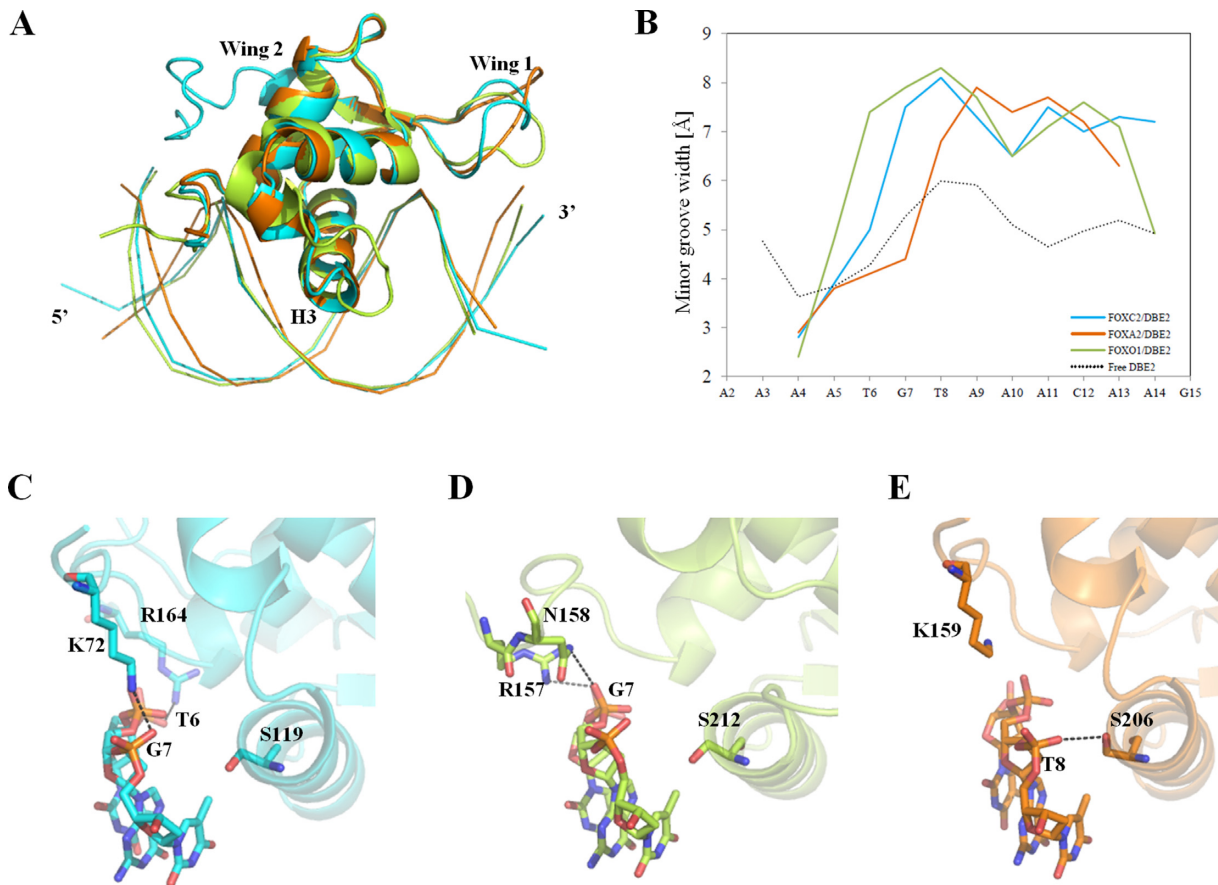 A
Wing 2
Wing 1
3’
5’
H3
B
Minor groove width [Å]
9
8
7
6
5
4
3
2
A2 A3 A4 A5 T6 G7 T8 A9 A10 A11 C12 A13 A14 G15
FOXC2/DBE2
FOXA2/DBE2
FOXO1/DBE2
Free DBE2
C
R164
K72
T6
G7
S119
D
N158
R157
G7
S212
E
K159
S206
T8